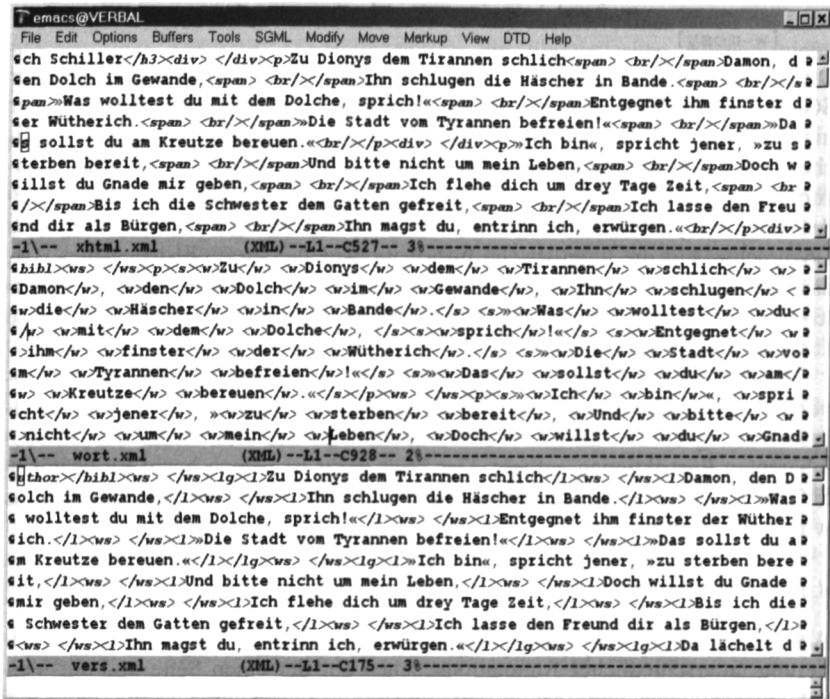 emacs@VERBAL
File Edit Options Buffers Tools SGML Modify Move Markup View DTD Help
ch Schiller</h3><div> </div><p>Zu Dionys dem Tirannen schlich<span> <br/></span>Damon, d
en Dolch im Gewande,<span> <br/></span>Ihn schlugen die Häscher in Bande.<span> <br/></s
pan>»Was wolltest du mit dem Dolche, sprich!«<span> <br/></span>Entgegnet ihm finster d
er Wütherich.<span> <br/></span>»Die Stadt vom Tyrannen befreien!«<span> <br/></span>»Da
s sollst du am Kreutze bereuen.«<br/></p><div> </div><p>»Ich bin«, spricht jener, »zu s
terben bereit,<span> <br/></span>Und bitte nicht um mein Leben,<span> <br/></span>Doch w
illst du Gnade mir geben,<span> <br/></span>Ich flehe dich um drey Tage Zeit,<span> <br
/></span>Bis ich die Schwester dem Gatten gefreit,<span> <br/></span>Ich lasse den Freu
nd dir als Bürgen,<span> <br/></span>Ihn magst du, entrinn ich, erwürgen.«<br/></p><div>
-1\-- xhtml.xml (XML)--L1--C527-- 3%--------------------------------
bibl><ws> </ws><p><s><w>Zu</w> <w>Dionys</w> <w>dem</w> <w>Tirannen</w> <w>schlich</w> <w>
Damon</w>, <w>den</w> <w>Dolch</w> <w>im</w> <w>Gewande</w>, <w>Ihn</w> <w>schlugen</w> <
w>die</w> <w>Häscher</w> <w>in</w> <w>Bande</w>.</s> <s>»<w>Was</w> <w>wolltest</w> <w>du<
/w> <w>mit</w> <w>dem</w> <w>Dolche</w>, </s><s><w>sprich</w>!«</s> <s><w>Entgegnet</w> <w
>ihm</w> <w>finster</w> <w>der</w> <w>Wütherich</w>.</s> <s>»<w>Die</w> <w>Stadt</w> <w>vo
m</w> <w>Tyrannen</w> <w>befreien</w>!«</s> <s>»<w>Das</w> <w>sollst</w> <w>du</w> <w>am</
w> <w>Kreutze</w> <w>bereuen</w>.«</s></p><ws> </ws><p><s>»<w>Ich</w> <w>bin</w>«, <w>spri
cht</w> <w>jener</w>, »<w>zu</w> <w>sterben</w> <w>bereit</w>, <w>Und</w> <w>bitte</w> <w
>nicht</w> <w>um</w> <w>mein</w> <w>Leben</w>, <w>Doch</w> <w>willst</w> <w>du</w> <w>Gnad
-1\-- wort.xml (XML)--L1--C928-- 2%--------------------------------
uthor></bibl><ws> </ws><lg><l>Zu Dionys dem Tirannen schlich</l><ws> </ws><l>Damon, den D
olch im Gewande,</l><ws> </ws><l>Ihn schlugen die Häscher in Bande.</l><ws> </ws><l>»Was
wolltest du mit dem Dolche, sprich!«</l><ws> </ws><l>Entgegnet ihm finster der Wüther
ich.</l><ws> </ws><l>»Die Stadt vom Tyrannen befreien!«</l><ws> </ws><l>»Das sollst du a
m Kreutze bereuen.«</l></lg><ws> </ws><lg><l>»Ich bin«, spricht jener, »zu sterben bere
it,</l><ws> </ws><l>Und bitte nicht um mein Leben,</l><ws> </ws><l>Doch willst du Gnade
mir geben,</l><ws> </ws><l>Ich flehe dich um drey Tage Zeit,</l><ws> </ws><l>Bis ich die
Schwester dem Gatten gefreit,</l><ws> </ws><l>Ich lasse den Freund dir als Bürgen,</l>
<ws> </ws><l>Ihn magst du, entrinn ich, erwürgen.«</l></lg><ws> </ws><lg><l>Da lächelt d
-1\-- vers.xml (XML)--L1--C175-- 3%--------------------------------